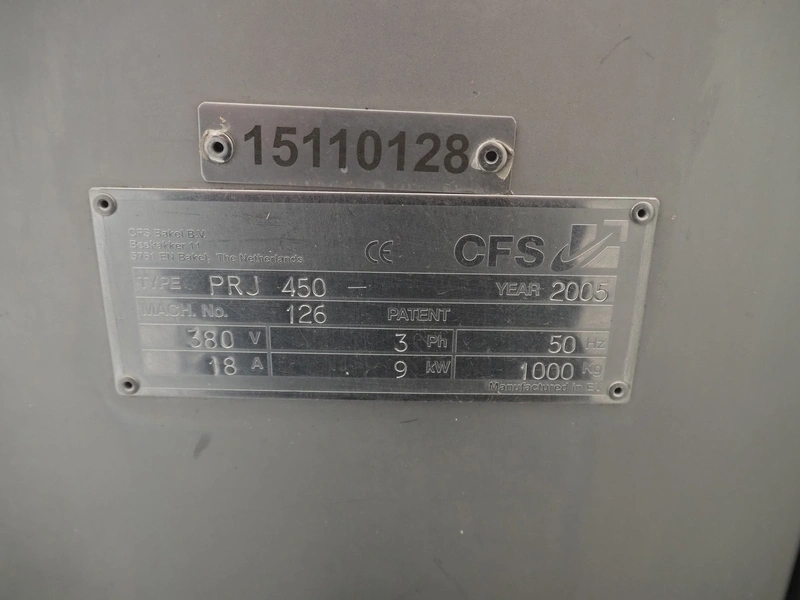 15110128
CFS Bakel B.V.
Beekakker 11
5761 EN Bakel, The Netherlands
CE
CFS
TYPE PRJ 450 - YEAR 2005
MACH. No. 126 PATENT
380 V 3 Ph 50 Hz
18 A 9 kW 1000 Kg
Manufactured in